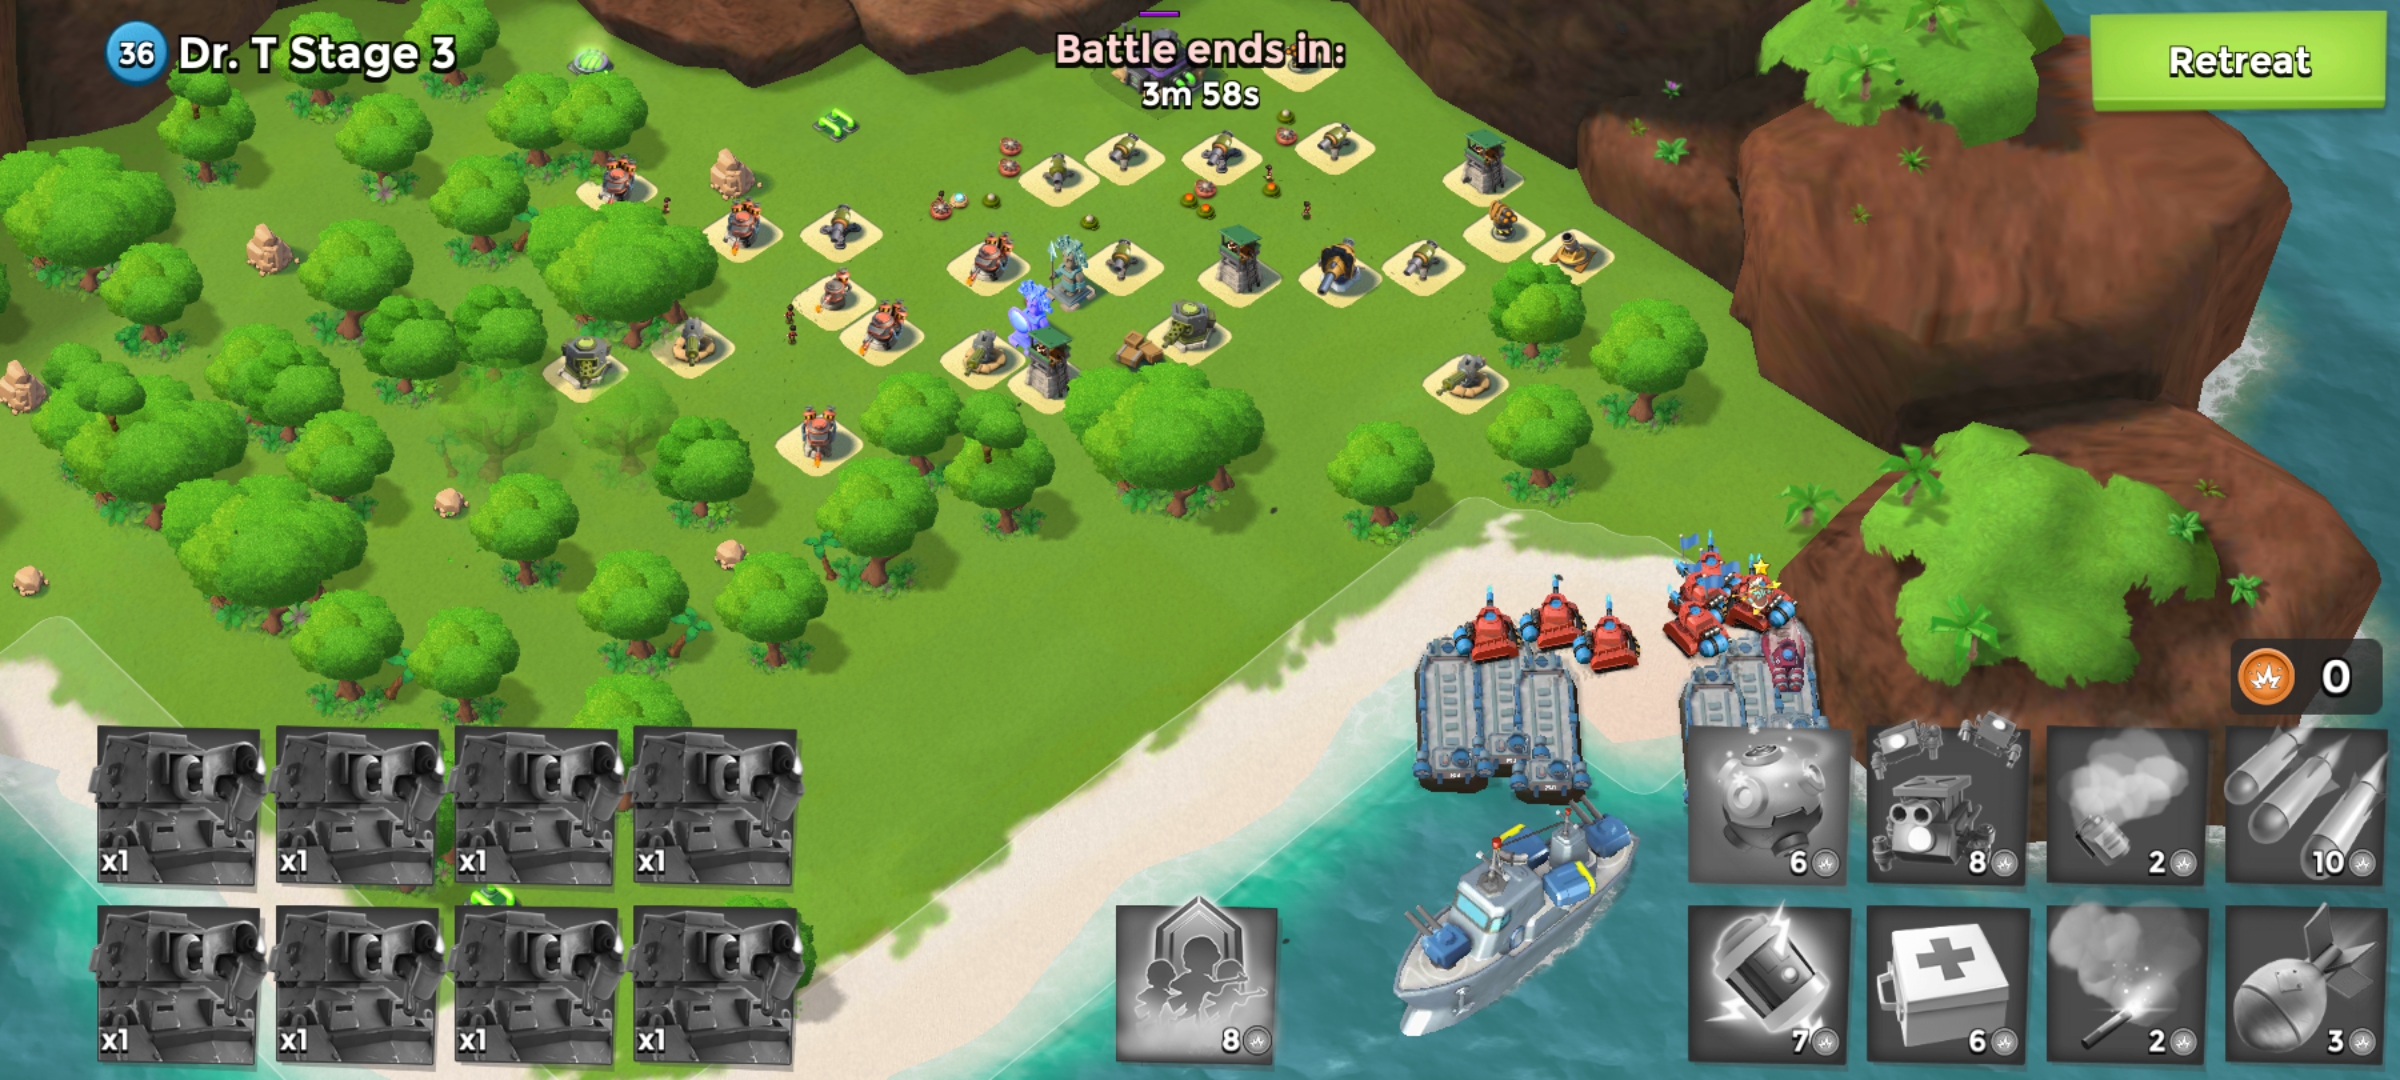 36 Dr. T Stage 3
Battle ends in:
3m 58s
Retreat
0
x1 x1 x1 x1
6 8 2 10
x1 x1 x1 x1
8
7 6 2 3